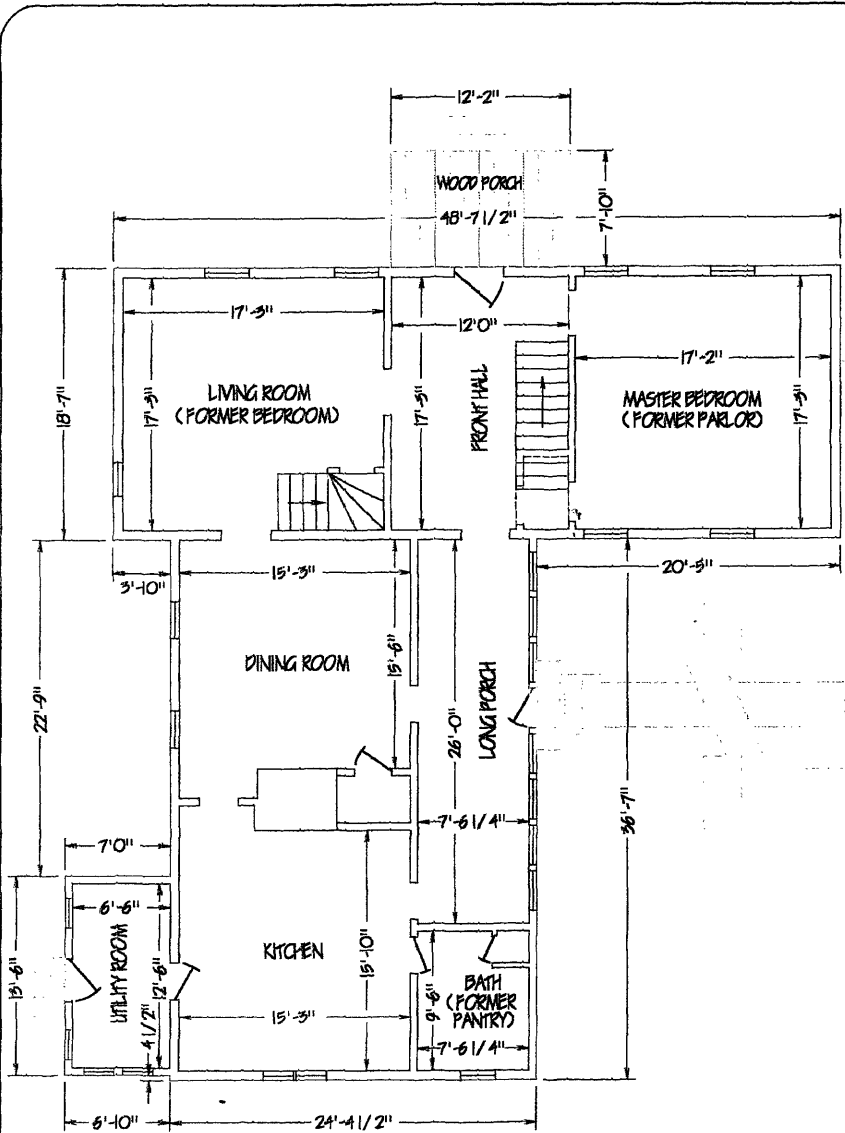 12'-2"
WOOD PORCH
7'-10"
48'-7 1/2"
17'-3"
12'0"
17'-2"
18'-7"
17'-3"
LIVING ROOM
(FORMER BEDROOM)
17'-3"
FRONT HALL
MASTER BEDROOM
(FORMER PARLOR)
17'-3"
3'-10"
15'-3"
20'-5"
DINING ROOM
15'-6"
LONG PORCH
22'-9"
26'-0"
36'-7"
7'-6 1/4"
7'0"
6'-6"
KITCHEN
UTILITY ROOM
13'-6"
12'-6"
15'-10"
BATH
(FORMER
PANTRY)
9'-6"
4 1/2"
15'-3"
7'-6 1/4"
24'-4 1/2"